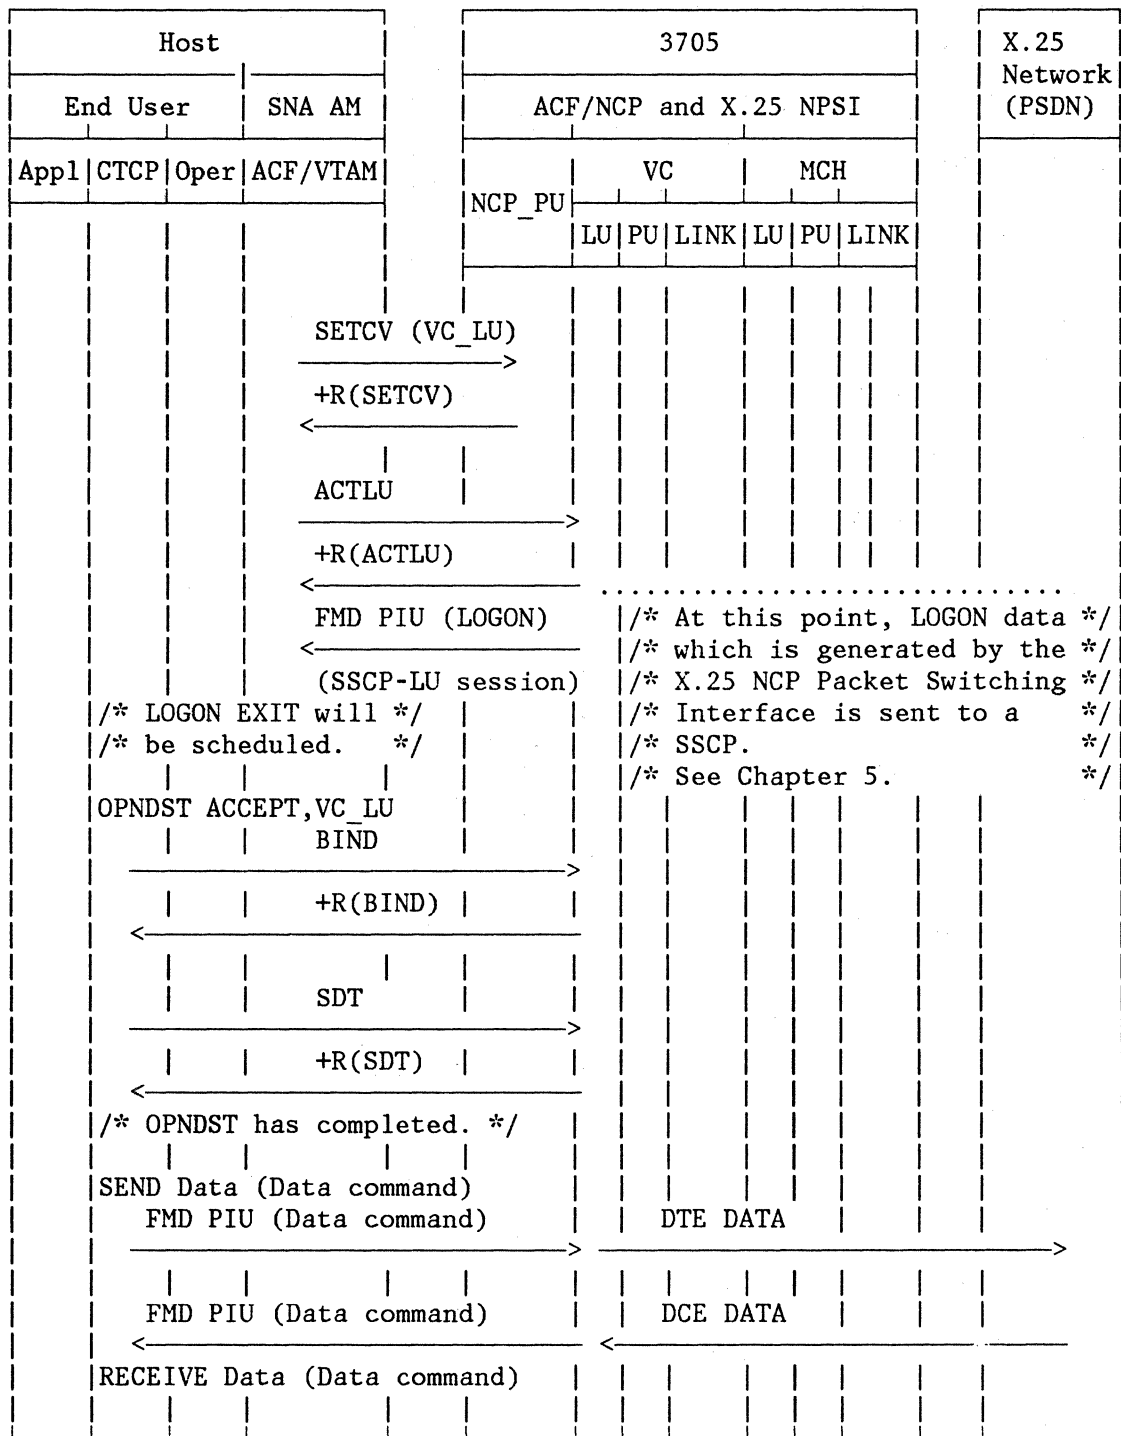 Host 3705 X.25
Network
End User SNA AM ACF/NCP and X.25 NPSI (PSDN)
Appl CTCP Oper ACF/VTAM VC MCH
NCP_PU
LU PU LINK LU PU LINK
SETCV (VC_LU)
+R(SETCV)
ACTLU
+R(ACTLU)
FMD PIU (LOGON) /* At this point, LOGON data */
/* which is generated by the */
(SSCP-LU session) /* X.25 NCP Packet Switching */
/* LOGON EXIT will */ /* Interface is sent to a */
/* be scheduled. */ /* SSCP. */
/* See Chapter 5. */
OPNDST ACCEPT,VC_LU
BIND
+R(BIND)
SDT
+R(SDT)
/* OPNDST has completed. */
SEND Data (Data command)
FMD PIU (Data command) DTE DATA
FMD PIU (Data command) DCE DATA
RECEIVE Data (Data command)